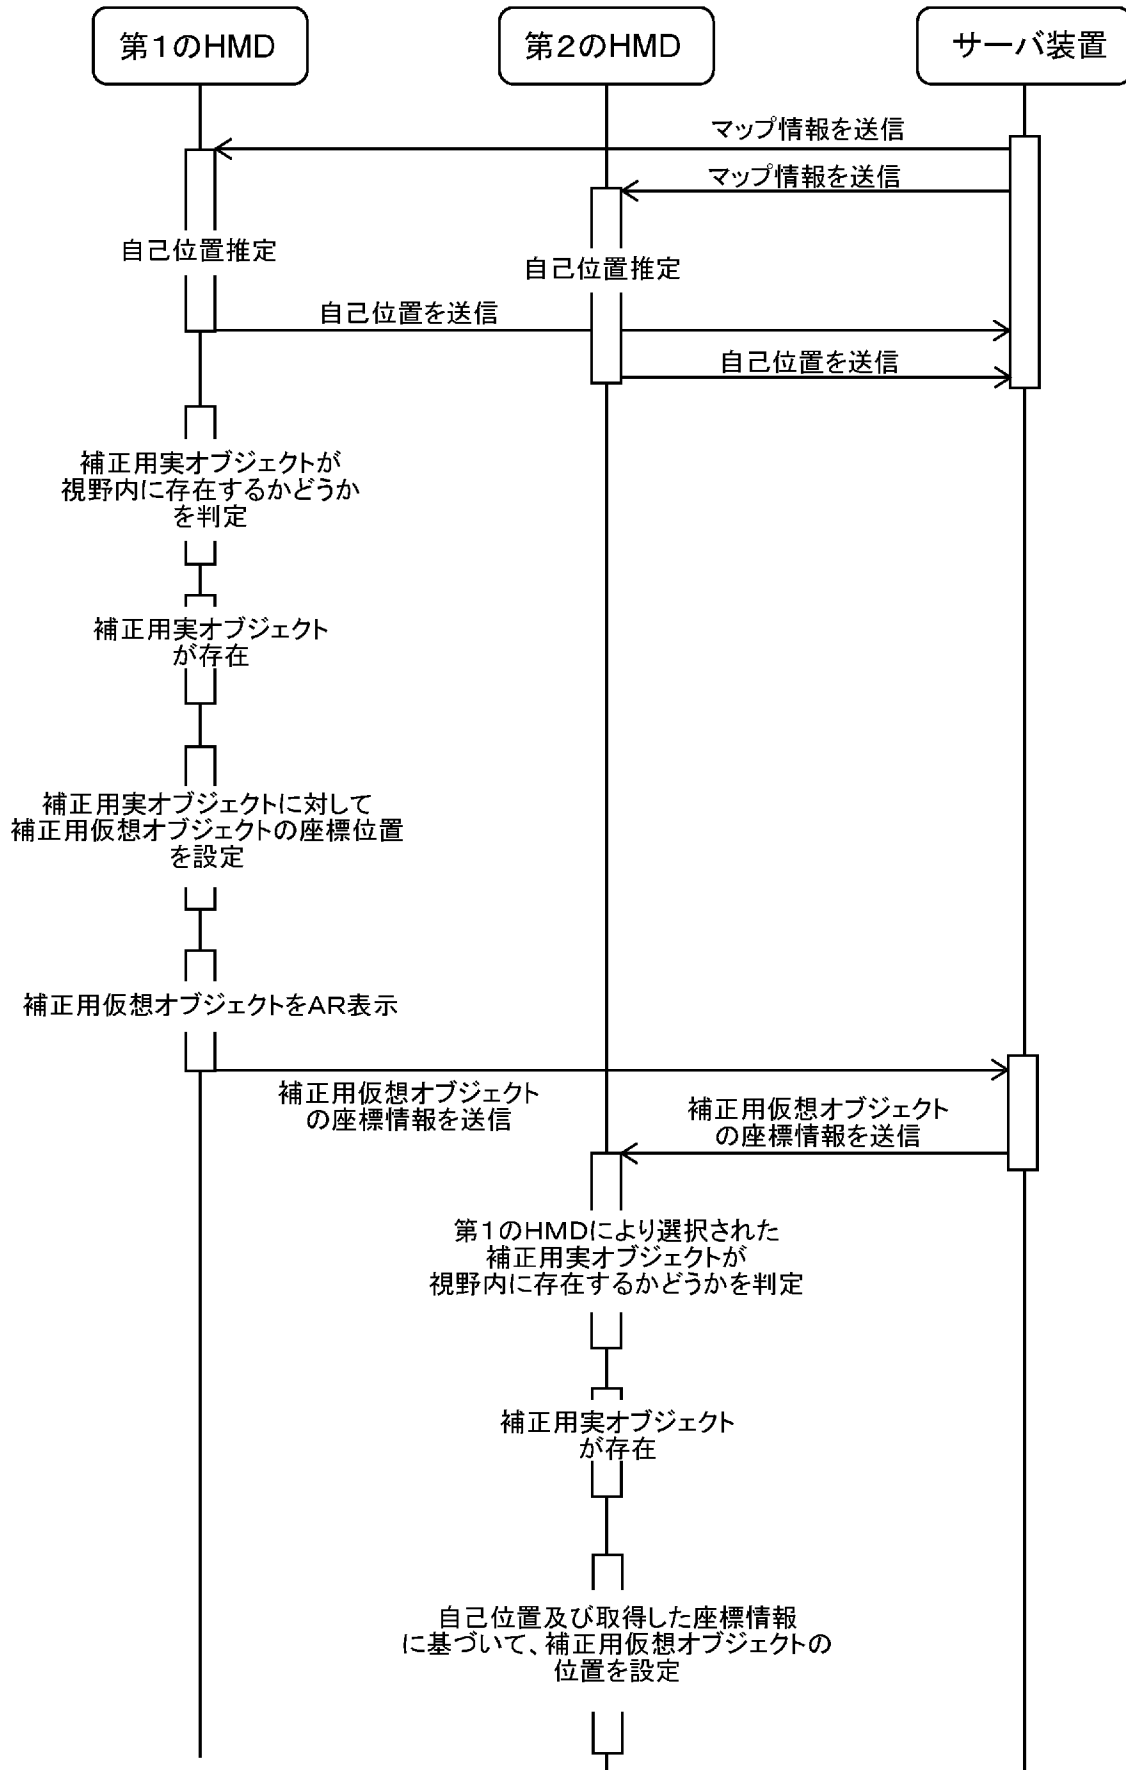 第1のHMD
第2のHMD
サーバ装置
マップ情報を送信
マップ情報を送信
自己位置推定
自己位置推定
自己位置を送信
自己位置を送信
補正用実オブジェクトが
視野内に存在するかどうか
を判定
補正用実オブジェクト
が存在
補正用実オブジェクトに対して
補正用仮想オブジェクトの座標位置
を設定
補正用仮想オブジェクトをAR表示
補正用仮想オブジェクト
の座標情報を送信
補正用仮想オブジェクト
の座標情報を送信
第1のHMDにより選択された
補正用実オブジェクトが
視野内に存在するかどうかを判定
補正用実オブジェクト
が存在
自己位置及び取得した座標情報
に基づいて、補正用仮想オブジェクトの
位置を設定